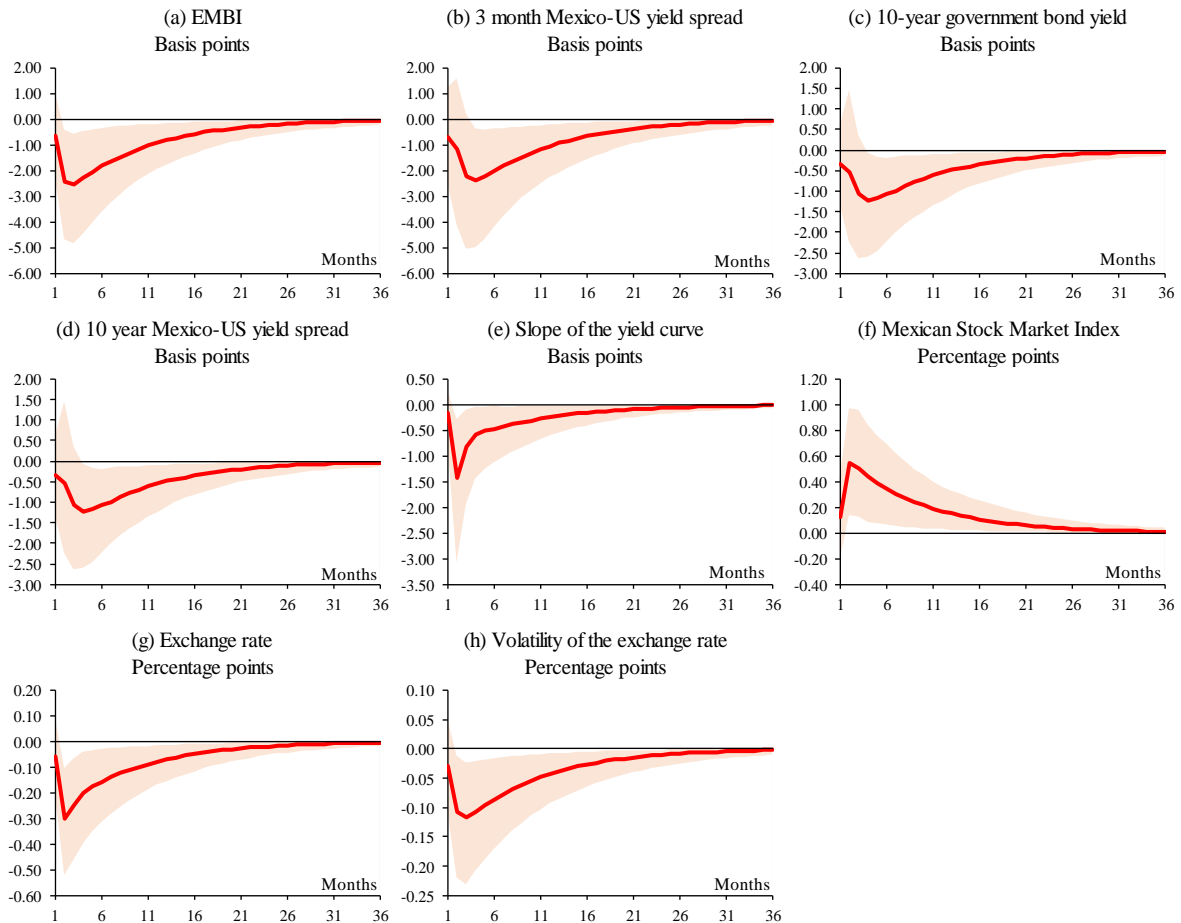 (a) EMBI
Basis points
2.00
1.00
0.00
-1.00
-2.00
-3.00
-4.00
-5.00
-6.00
Months
1 6 11 16 21 26 31 36
(b) 3 month Mexico-US yield spread
Basis points
2.00
1.00
0.00
-1.00
-2.00
-3.00
-4.00
-5.00
-6.00
Months
1 6 11 16 21 26 31 36
(c) 10-year government bond yield
Basis points
2.00
1.50
1.00
0.50
0.00
-0.50
-1.00
-1.50
-2.00
-2.50
-3.00
Months
1 6 11 16 21 26 31 36
(d) 10 year Mexico-US yield spread
Basis points
2.00
1.50
1.00
0.50
0.00
-0.50
-1.00
-1.50
-2.00
-2.50
-3.00
Months
1 6 11 16 21 26 31 36
(e) Slope of the yield curve
Basis points
0.50
0.00
-0.50
-1.00
-1.50
-2.00
-2.50
-3.00
-3.50
Months
1 6 11 16 21 26 31 36
(f) Mexican Stock Market Index
Percentage points
1.20
1.00
0.80
0.60
0.40
0.20
0.00
-0.20
-0.40
Months
1 6 11 16 21 26 31 36
(g) Exchange rate
Percentage points
0.20
0.10
0.00
-0.10
-0.20
-0.30
-0.40
-0.50
-0.60
Months
1 6 11 16 21 26 31 36
(h) Volatility of the exchange rate
Percentage points
0.10
0.05
0.00
-0.05
-0.10
-0.15
-0.20
-0.25
Months
1 6 11 16 21 26 31 36